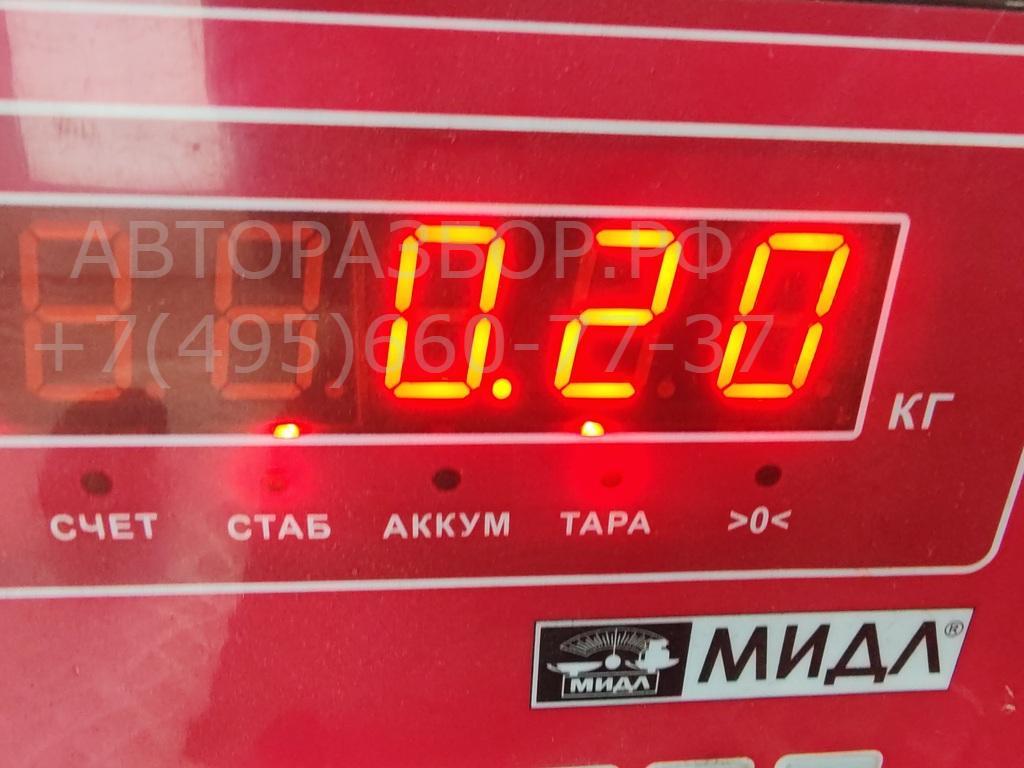 АВТОРАЗБОР.РФ
+7(495)660-77-37
0.20
КГ
СЧЕТ СТАБ АККУМ ТАРА >0<
МИДЛ МИДЛ®